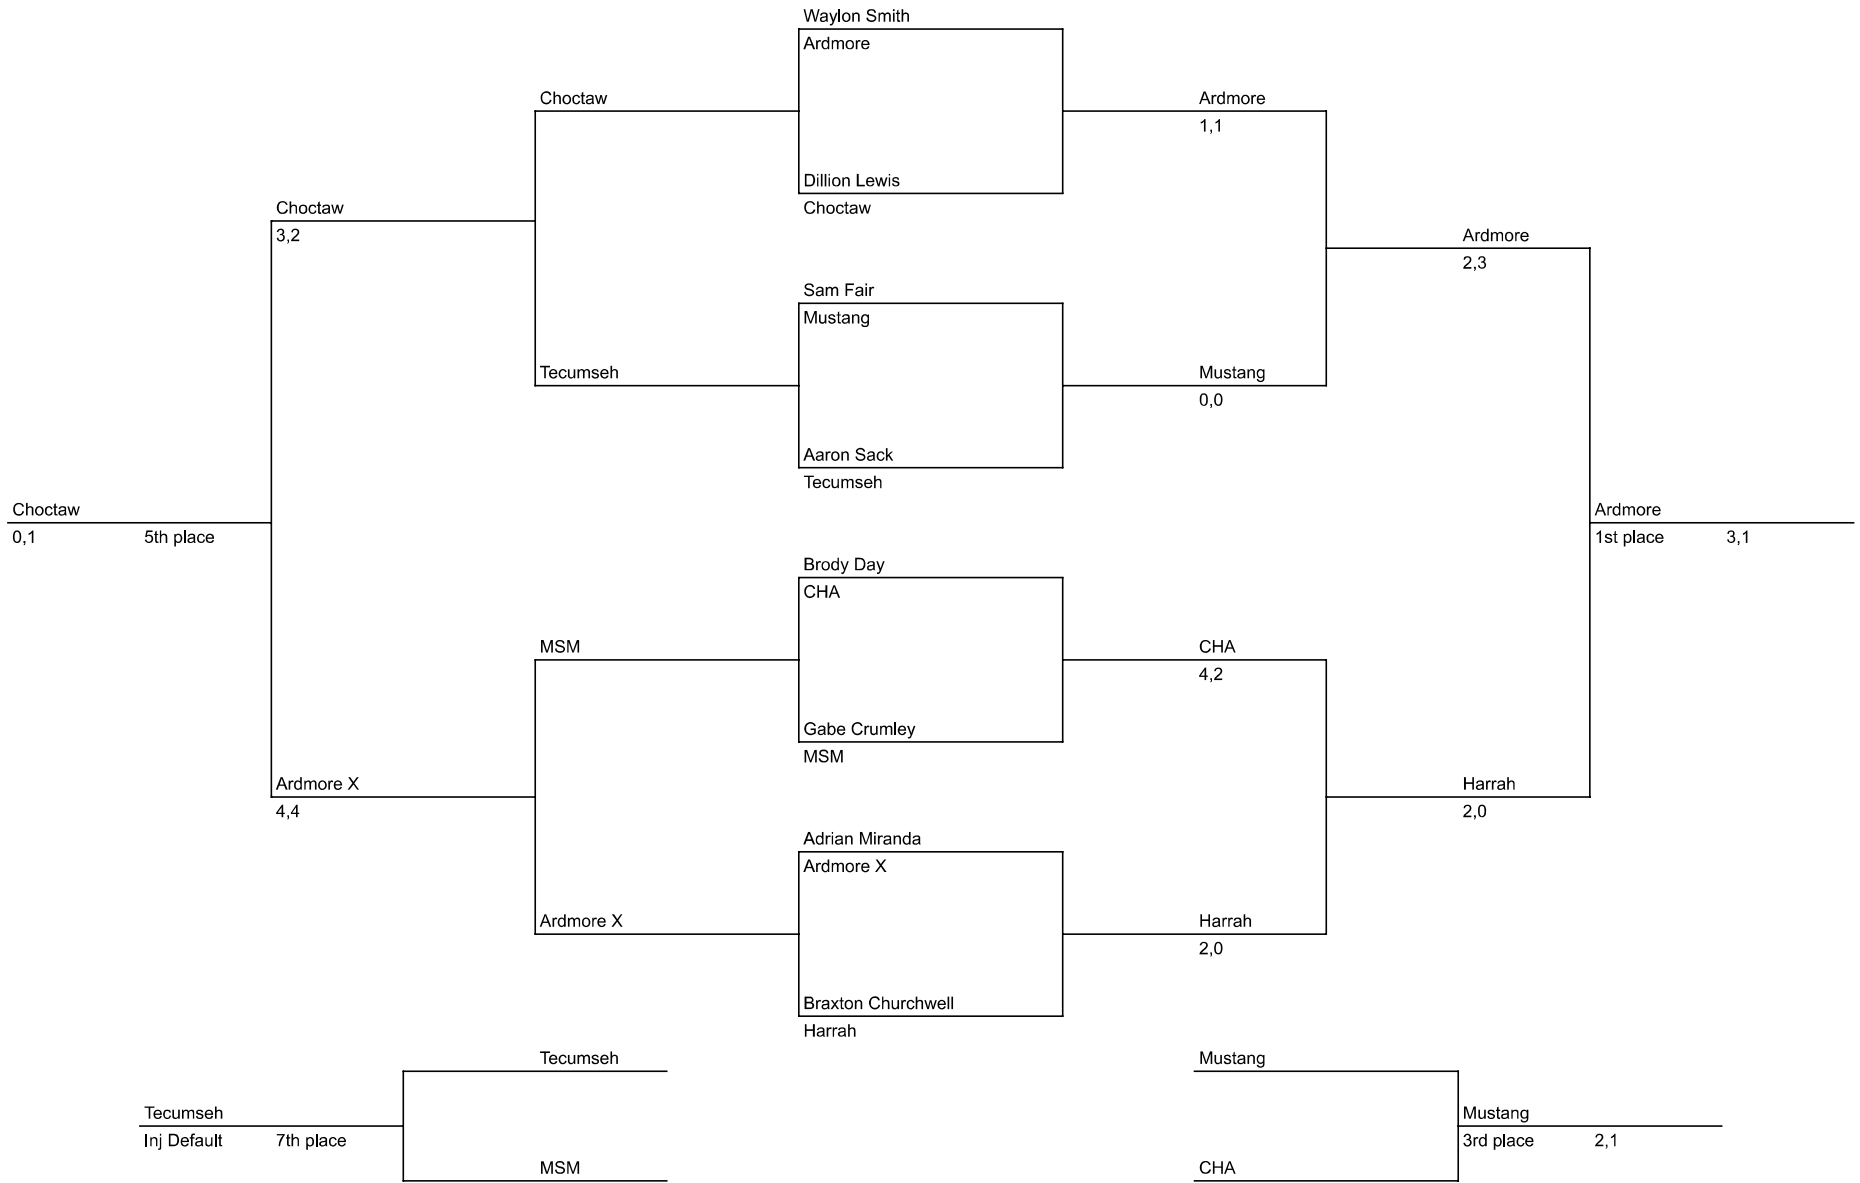 Waylon Smith
Ardmore
Choctaw
Ardmore
1,1
Dillion Lewis
Choctaw
Choctaw
3,2
Ardmore
2,3
Sam Fair
Mustang
Tecumseh
Mustang
0,0
Aaron Sack
Tecumseh
Choctaw
0,1 5th place
Ardmore
1st place 3,1
Brody Day
CHA
MSM
CHA
4,2
Gabe Crumley
MSM
Ardmore X
4,4
Harrah
2,0
Adrian Miranda
Ardmore X
Ardmore X
Harrah
2,0
Braxton Churchwell
Harrah
Tecumseh
Mustang
Tecumseh
Inj Default 7th place
Mustang
3rd place 2,1
MSM
CHA